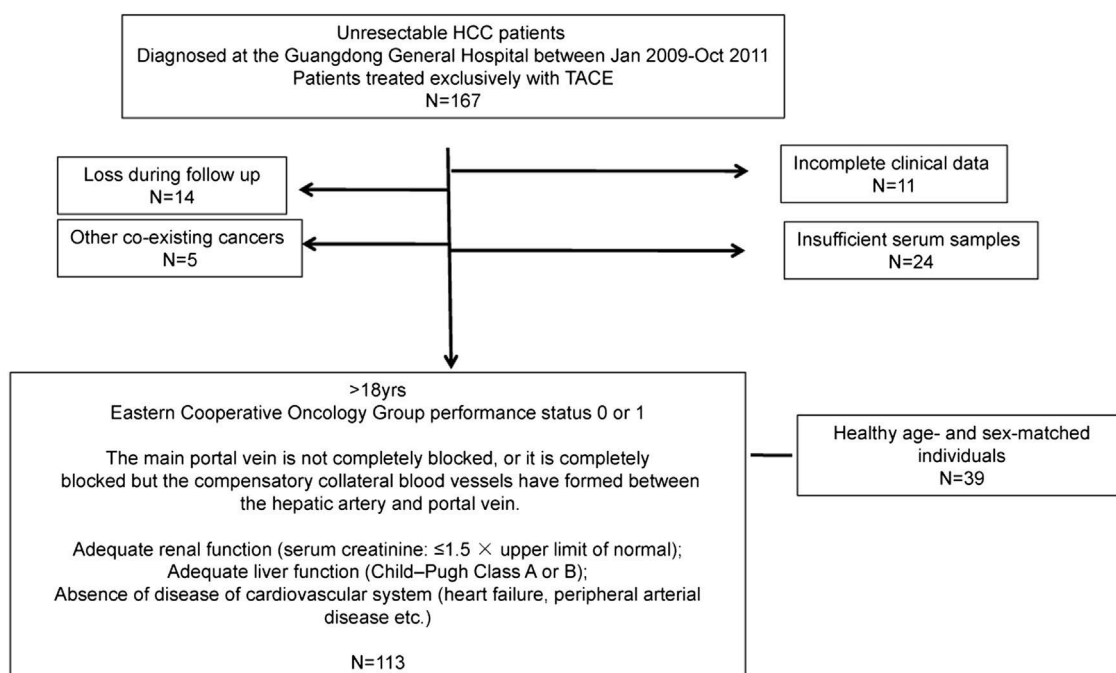 Unresectable HCC patients
Diagnosed at the Guangdong General Hospital between Jan 2009-Oct 2011
Patients treated exclusively with TACE
N=167
Loss during follow up
N=14
Incomplete clinical data
N=11
Other co-existing cancers
N=5
Insufficient serum samples
N=24
>18yrs
Eastern Cooperative Oncology Group performance status 0 or 1
The main portal vein is not completely blocked, or it is completely
blocked but the compensatory collateral blood vessels have formed between
the hepatic artery and portal vein.
Adequate renal function (serum creatinine: ≤1.5 × upper limit of normal);
Adequate liver function (Child–Pugh Class A or B);
Absence of disease of cardiovascular system (heart failure, peripheral arterial
disease etc.)
N=113
Healthy age- and sex-matched
individuals
N=39